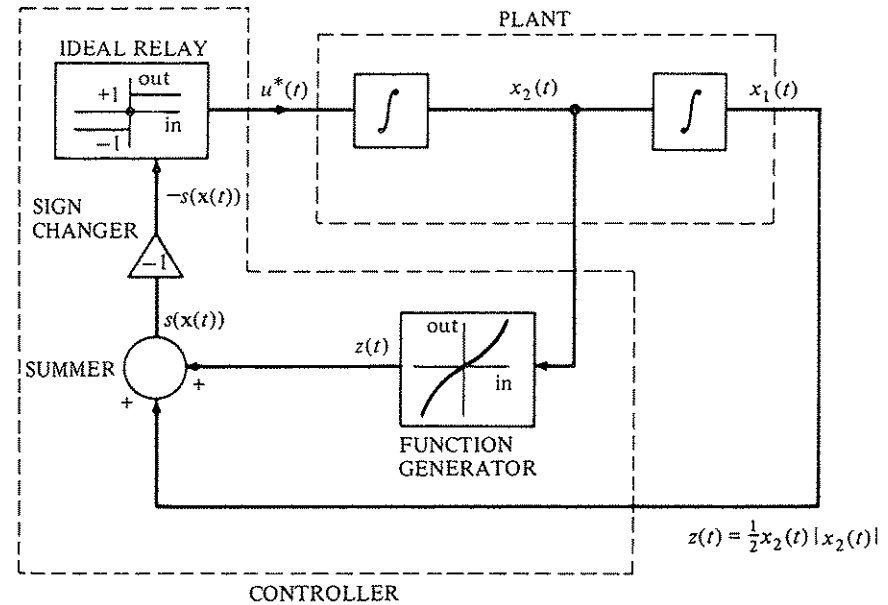 PLANT
IDEAL RELAY
out
+1
in
−1
u*(t)
∫
x₂(t)
∫
x₁(t)
−s(x(t))
SIGN
CHANGER
−1
s(x(t))
SUMMER
+
+
z(t)
out
in
FUNCTION
GENERATOR
z(t) = ½x₂(t)|x₂(t)|
CONTROLLER